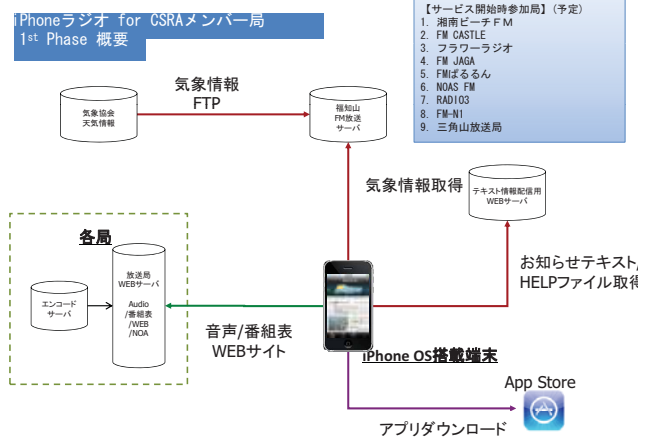 iPhoneラジオ for CSRAメンバー局
1st Phase 概要
【サービス開始時参加局】(予定)
1. 湘南ビーチFM
2. FM CASTLE
3. フラワーラジオ
4. FM JAGA
5. FMぱるるん
6. NOAS FM
7. RADIO3
8. FM-N1
9. 三角山放送局
気象情報
FTP
気象協会
天気情報
福知山
FM放送
サーバ
気象情報取得
テキスト情報配信用
WEBサーバ
各局
放送局
WEBサーバ
Audio
/番組表
/WEB
/NOA
エンコード
サーバ
お知らせテキスト/
HELPファイル取得
音声/番組表
WEBサイト
iPhone OS搭載端末
App Store
アプリダウンロード